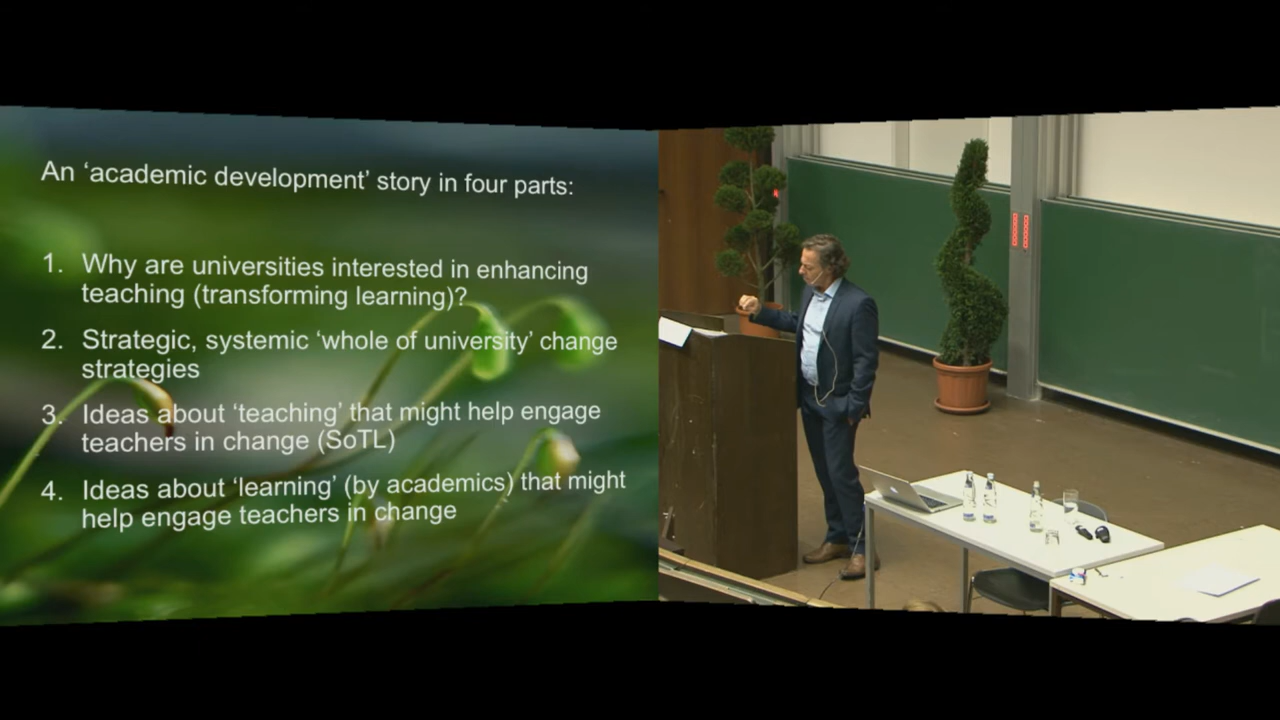 An ‘academic development’ story in four parts:
1. Why are universities interested in enhancing
teaching (transforming learning)?
2. Strategic, systemic ‘whole of university’ change
strategies
3. Ideas about ‘teaching’ that might help engage
teachers in change (SoTL)
4. Ideas about ‘learning’ (by academics) that might
help engage teachers in change